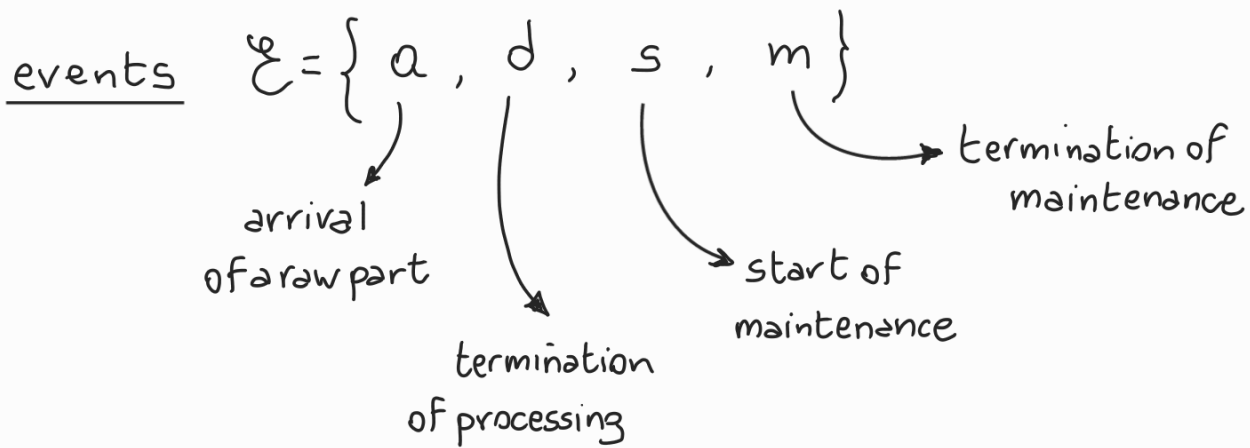 events ℰ = { a , d , s , m }
termination of
maintenance
arrival
of a raw part
start of
maintenance
termination
of processing